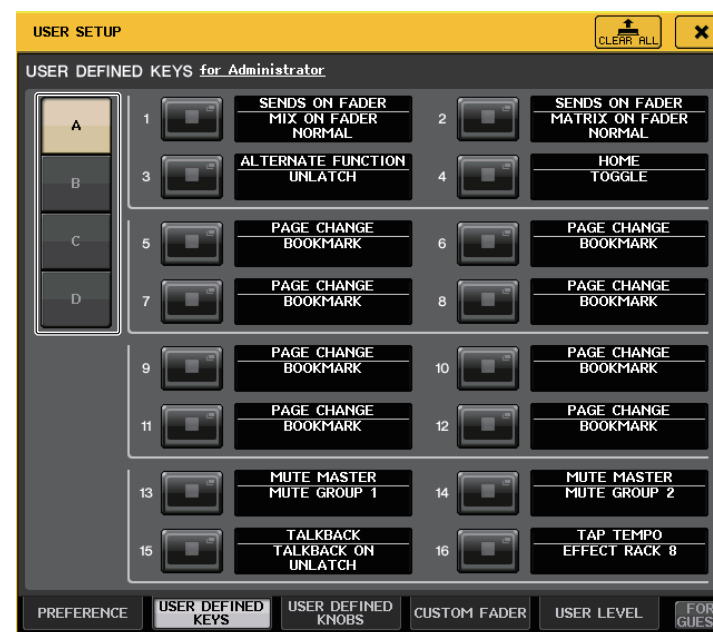 USER SETUP
CLEAR ALL
USER DEFINED KEYS for Administrator
A
B
C
D
1
SENDS ON FADER
MIX ON FADER
NORMAL
2
SENDS ON FADER
MATRIX ON FADER
NORMAL
3
ALTERNATE FUNCTION
UNLATCH
4
HOME
TOGGLE
5
PAGE CHANGE
BOOKMARK
6
PAGE CHANGE
BOOKMARK
7
PAGE CHANGE
BOOKMARK
8
PAGE CHANGE
BOOKMARK
9
PAGE CHANGE
BOOKMARK
10
PAGE CHANGE
BOOKMARK
11
PAGE CHANGE
BOOKMARK
12
PAGE CHANGE
BOOKMARK
13
MUTE MASTER
MUTE GROUP 1
14
MUTE MASTER
MUTE GROUP 2
15
TALKBACK
TALKBACK ON
UNLATCH
16
TAP TEMPO
EFFECT RACK 8
PREFERENCE
USER DEFINED
KEYS
USER DEFINED
KNOBS
CUSTOM FADER
USER LEVEL
FOR
GUES